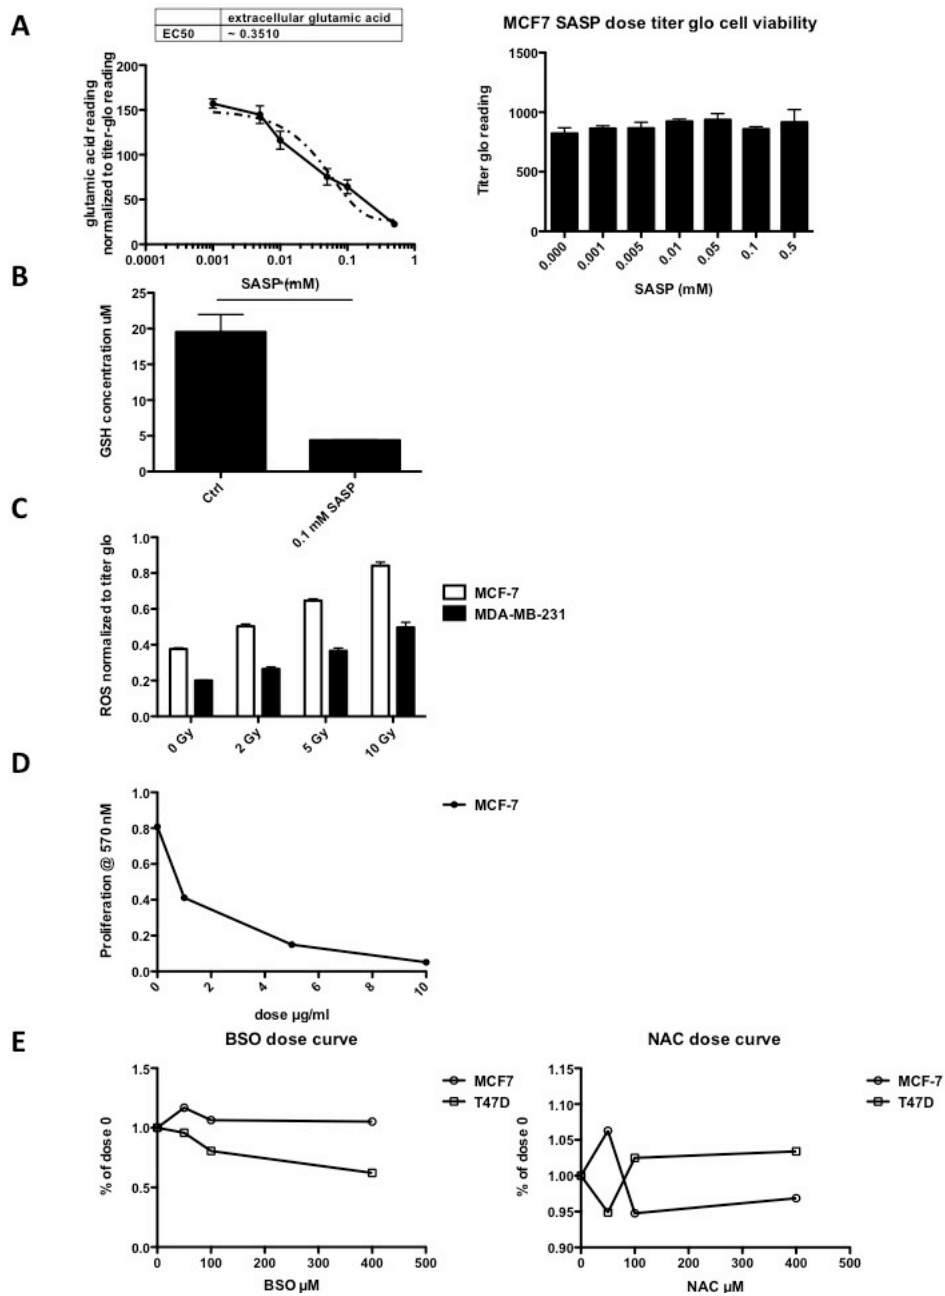 A
extracellular glutamic acid
EC50 ~ 0.3510
glutamic acid reading
normalized to titer-glo reading
200
150
100
50
0
0.0001 0.001 0.01 0.1 1
SASP (mM)
MCF7 SASP dose titer glo cell viability
Titer glo reading
1500
1000
500
0
0.000 0.001 0.005 0.01 0.05 0.1 0.5
SASP (mM)
B
GSH concentration uM
25
20
15
10
5
0
Ctrl 0.1 mM SASP
C
ROS normalized to titer glo
1.0
0.8
0.6
0.4
0.2
0.0
0 Gy 2 Gy 5 Gy 10 Gy
MCF-7
MDA-MB-231
D
Proliferation @ 570 nM
1.0
0.8
0.6
0.4
0.2
0.0
0 2 4 6 8 10
dose µg/ml
MCF-7
E
BSO dose curve
% of dose 0
1.5
1.0
0.5
0.0
0 100 200 300 400 500
BSO µM
MCF7
T47D
NAC dose curve
% of dose 0
1.15
1.10
1.05
1.00
0.95
0.90
0 100 200 300 400 500
NAC µM
MCF-7
T47D